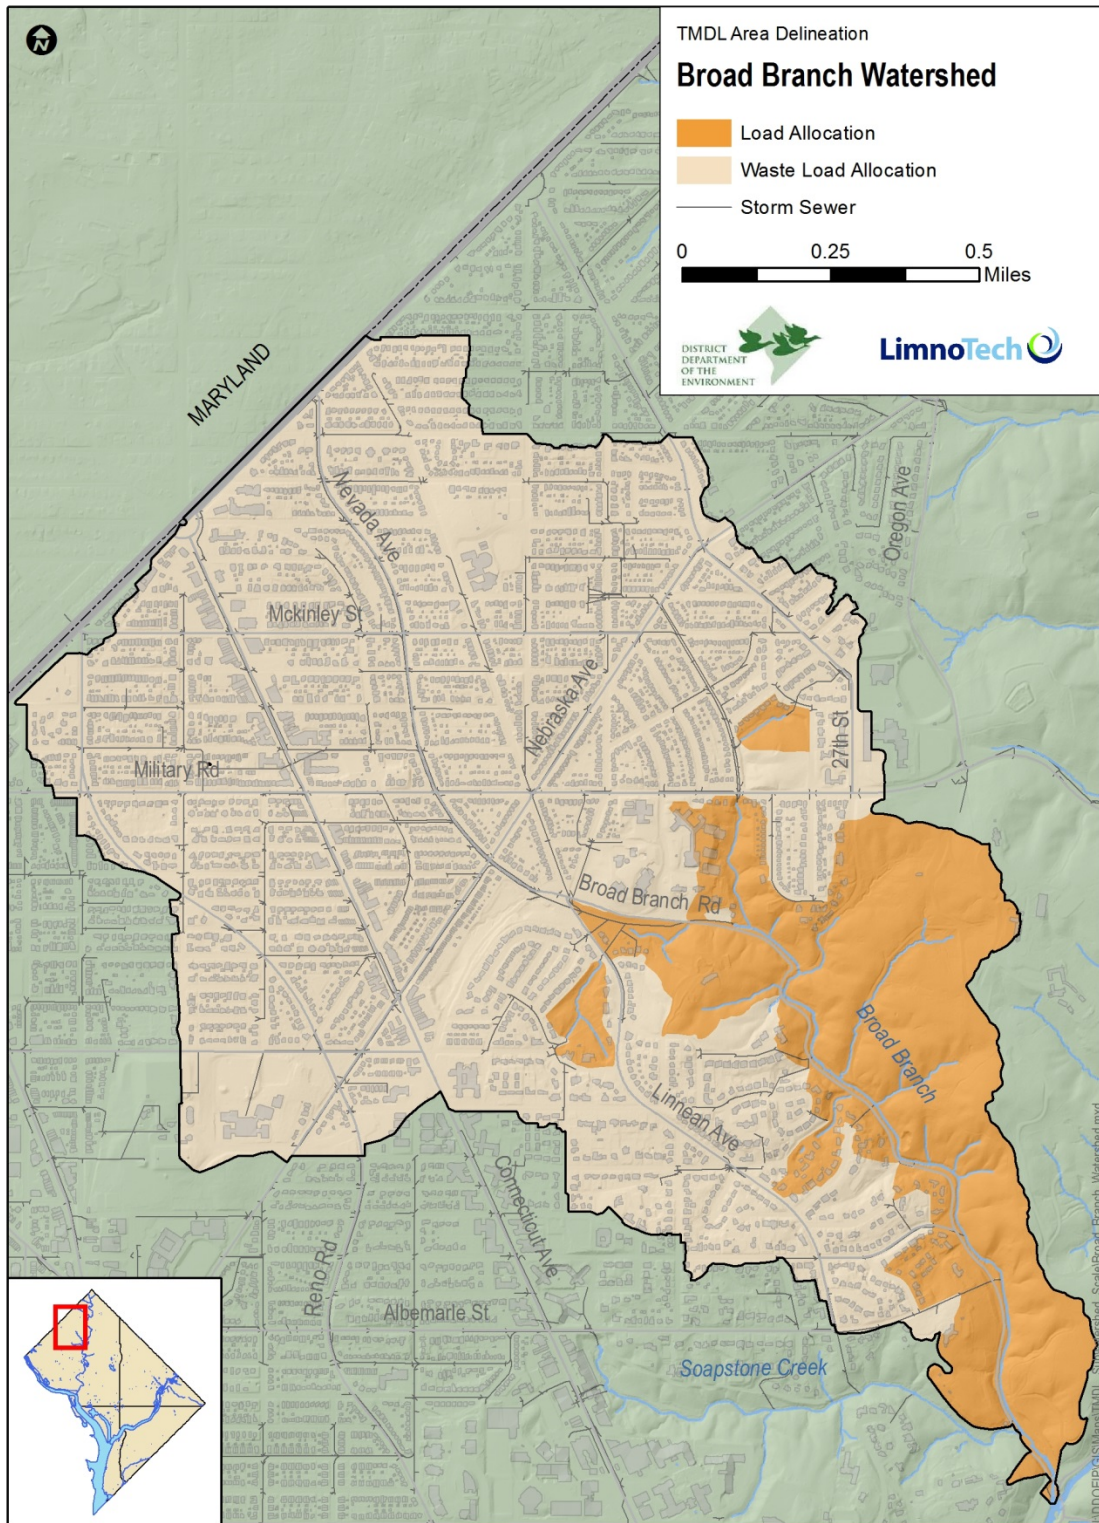 N
TMDL Area Delineation
Broad Branch Watershed
Load Allocation
Waste Load Allocation
Storm Sewer
0 0.25 0.5
Miles
DISTRICT
DEPARTMENT
OF THE
ENVIRONMENT
LimnoTech
MARYLAND
Nevada Ave
Oregon Ave
Mckinley St
Nebraska Ave
27th St
Military Rd
Broad Branch Rd
Broad Branch
Linnean Ave
Connecticut Ave
Reno Rd
Albemarle St
Soapstone Creek